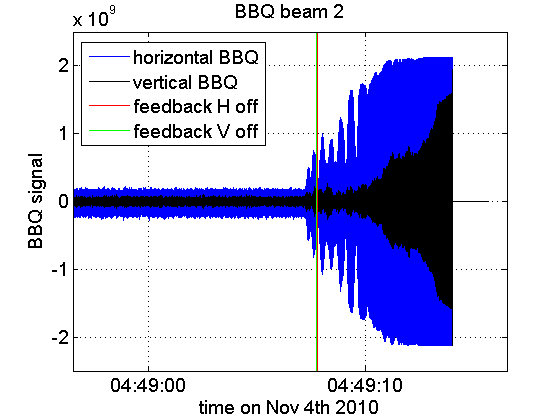 BBQ beam 2
x 10^9
horizontal BBQ
vertical BBQ
feedback H off
feedback V off
2
1
0
-1
-2
BBQ signal
04:49:00 04:49:10
time on Nov 4th 2010